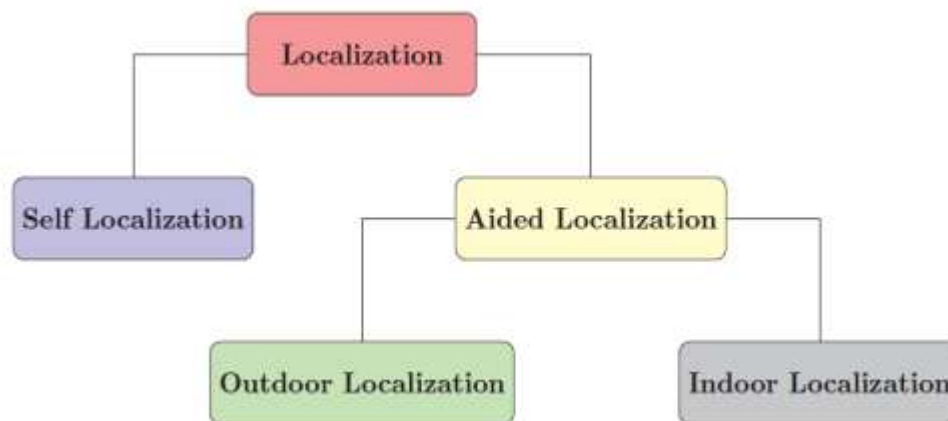 Localization
Self Localization
Aided Localization
Outdoor Localization
Indoor Localization